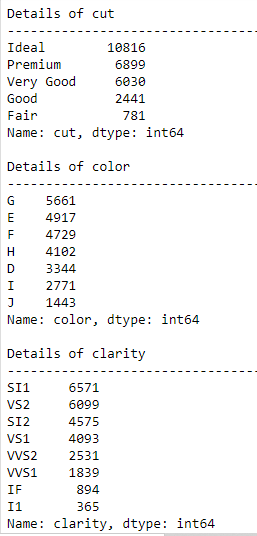 Details of cut
--------------------------------
Ideal        10816
Premium       6899
Very Good     6030
Good          2441
Fair           781
Name: cut, dtype: int64
Details of color
--------------------------------
G    5661
E    4917
F    4729
H    4102
D    3344
I    2771
J    1443
Name: color, dtype: int64
Details of clarity
--------------------------------
SI1     6571
VS2     6099
SI2     4575
VS1     4093
VVS2    2531
VVS1    1839
IF       894
I1       365
Name: clarity, dtype: int64